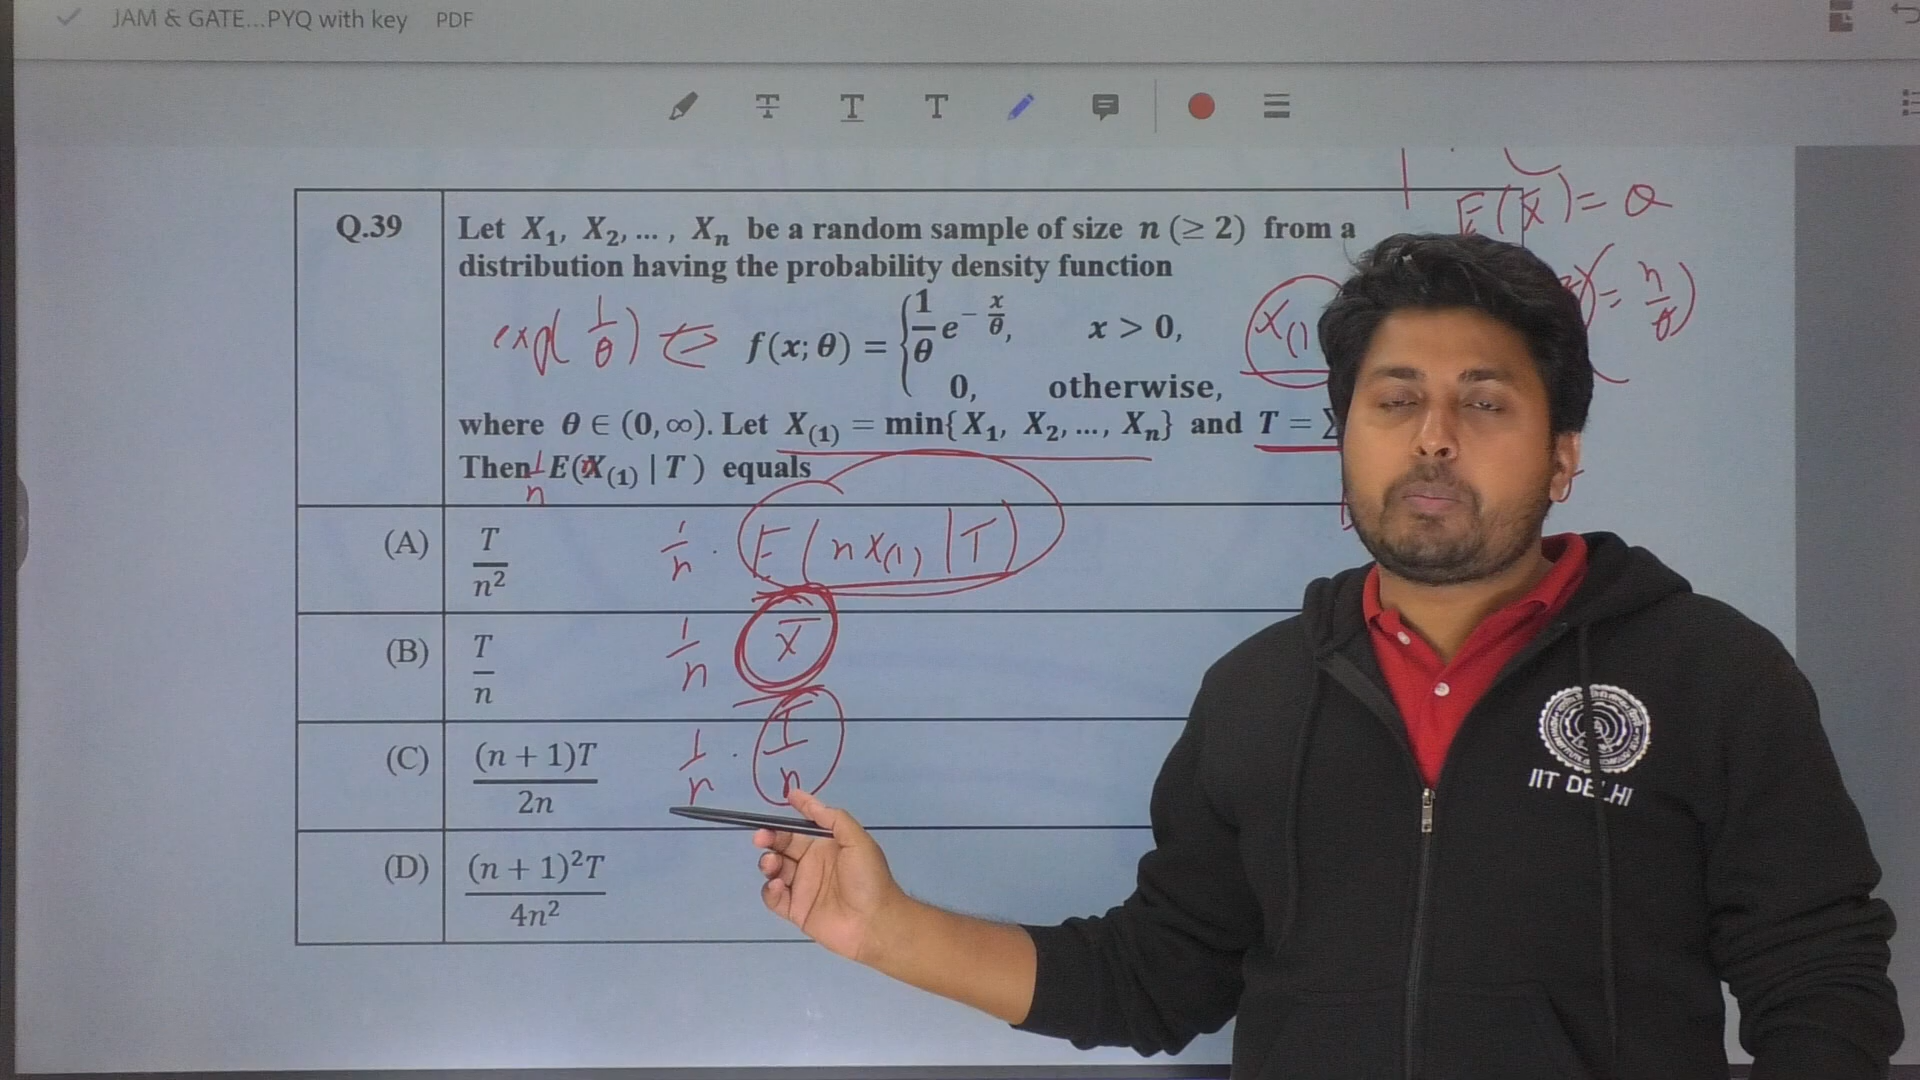 JAM & GATE...PYQ with key PDF
T T T
E(X̄) = θ
Q.39 Let X₁, X₂, ... , Xₙ be a random sample of size n (≥ 2) from a
distribution having the probability density function
exp(1/θ) f(x; θ) = { 1/θ e^(−x/θ), x > 0,
0, otherwise,
X(1
= n/θ)
where θ ∈ (0, ∞). Let X₍₁₎ = min{X₁, X₂, ..., Xₙ} and T =
Then 1/n E(nX₍₁₎ | T) equals
(A) T/n² 1/n · E(nX₍₁₎ | T)
(B) T/n 1/n X̄
(C) (n + 1)T/2n 1/n · T/n
(D) (n + 1)²T/4n²
IIT DELHI